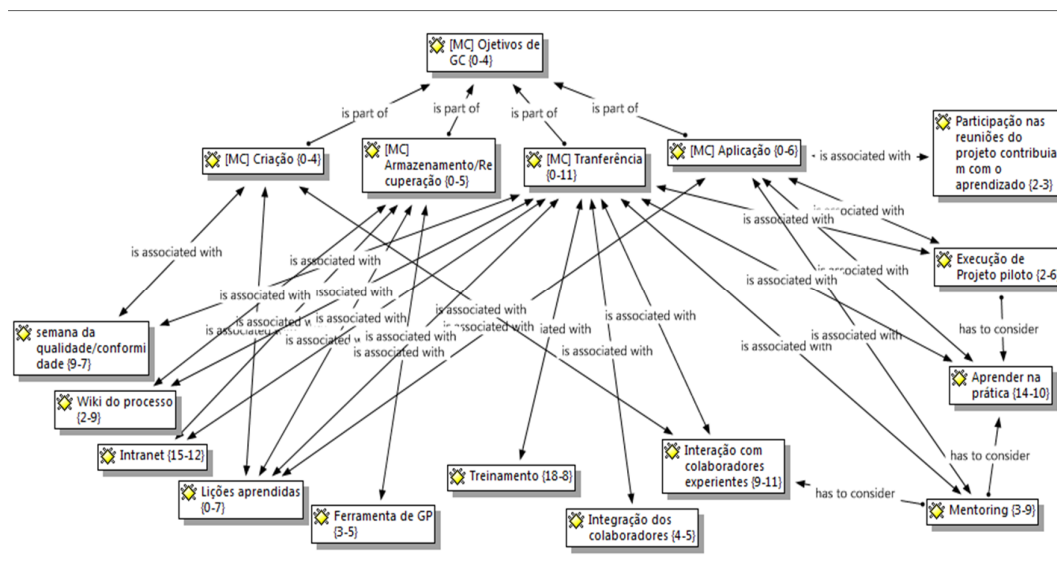 [MC] Ojetivos de
GC {0-4}
is part of
is part of
is part of
is part of
[MC] Criação {0-4}
[MC]
Armazenamento/Re
cuperação {0-5}
[MC] Tranferência
{0-11}
[MC] Aplicação {0-6}
is associated with
Participação nas
reuniões do
projeto contribuia
m com o
aprendizado {2-3}
is associated with
is associated with
is associated with
is associated with
Execução de
Projeto piloto {2-6
is associated with
is associated with
is associated with
associated with
is associated with
is associated with
is associated with
is associated with
is associated
is associated with
is associated
is associated with
iated with
is associated with
is associated with
is associated with
has to consider
semana da
qualidade/conformi
dade {9-7}
Wiki do processo
{2-9}
Aprender na
prática {14-10}
Intranet {15-12}
Treinamento {18-8}
Interação com
colaboradores
experientes {9-11}
has to consider
has to consider
Lições aprendidas
{0-7}
Ferramenta de GP
{3-5}
Integração dos
colaboradores {4-5}
Mentoring {3-9}